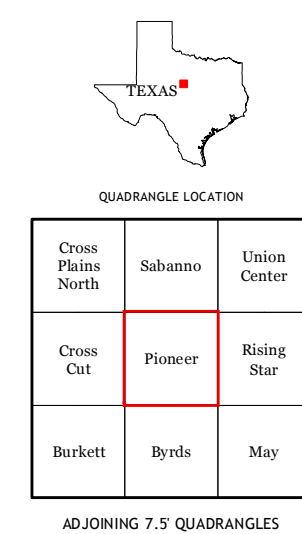 TEXAS
QUADRANGLE LOCATION
Cross
Plains
North
Sabanno
Union
Center
Cross
Cut
Pioneer
Rising
Star
Burkett
Byrds
May
ADJOINING 7.5' QUADRANGLES